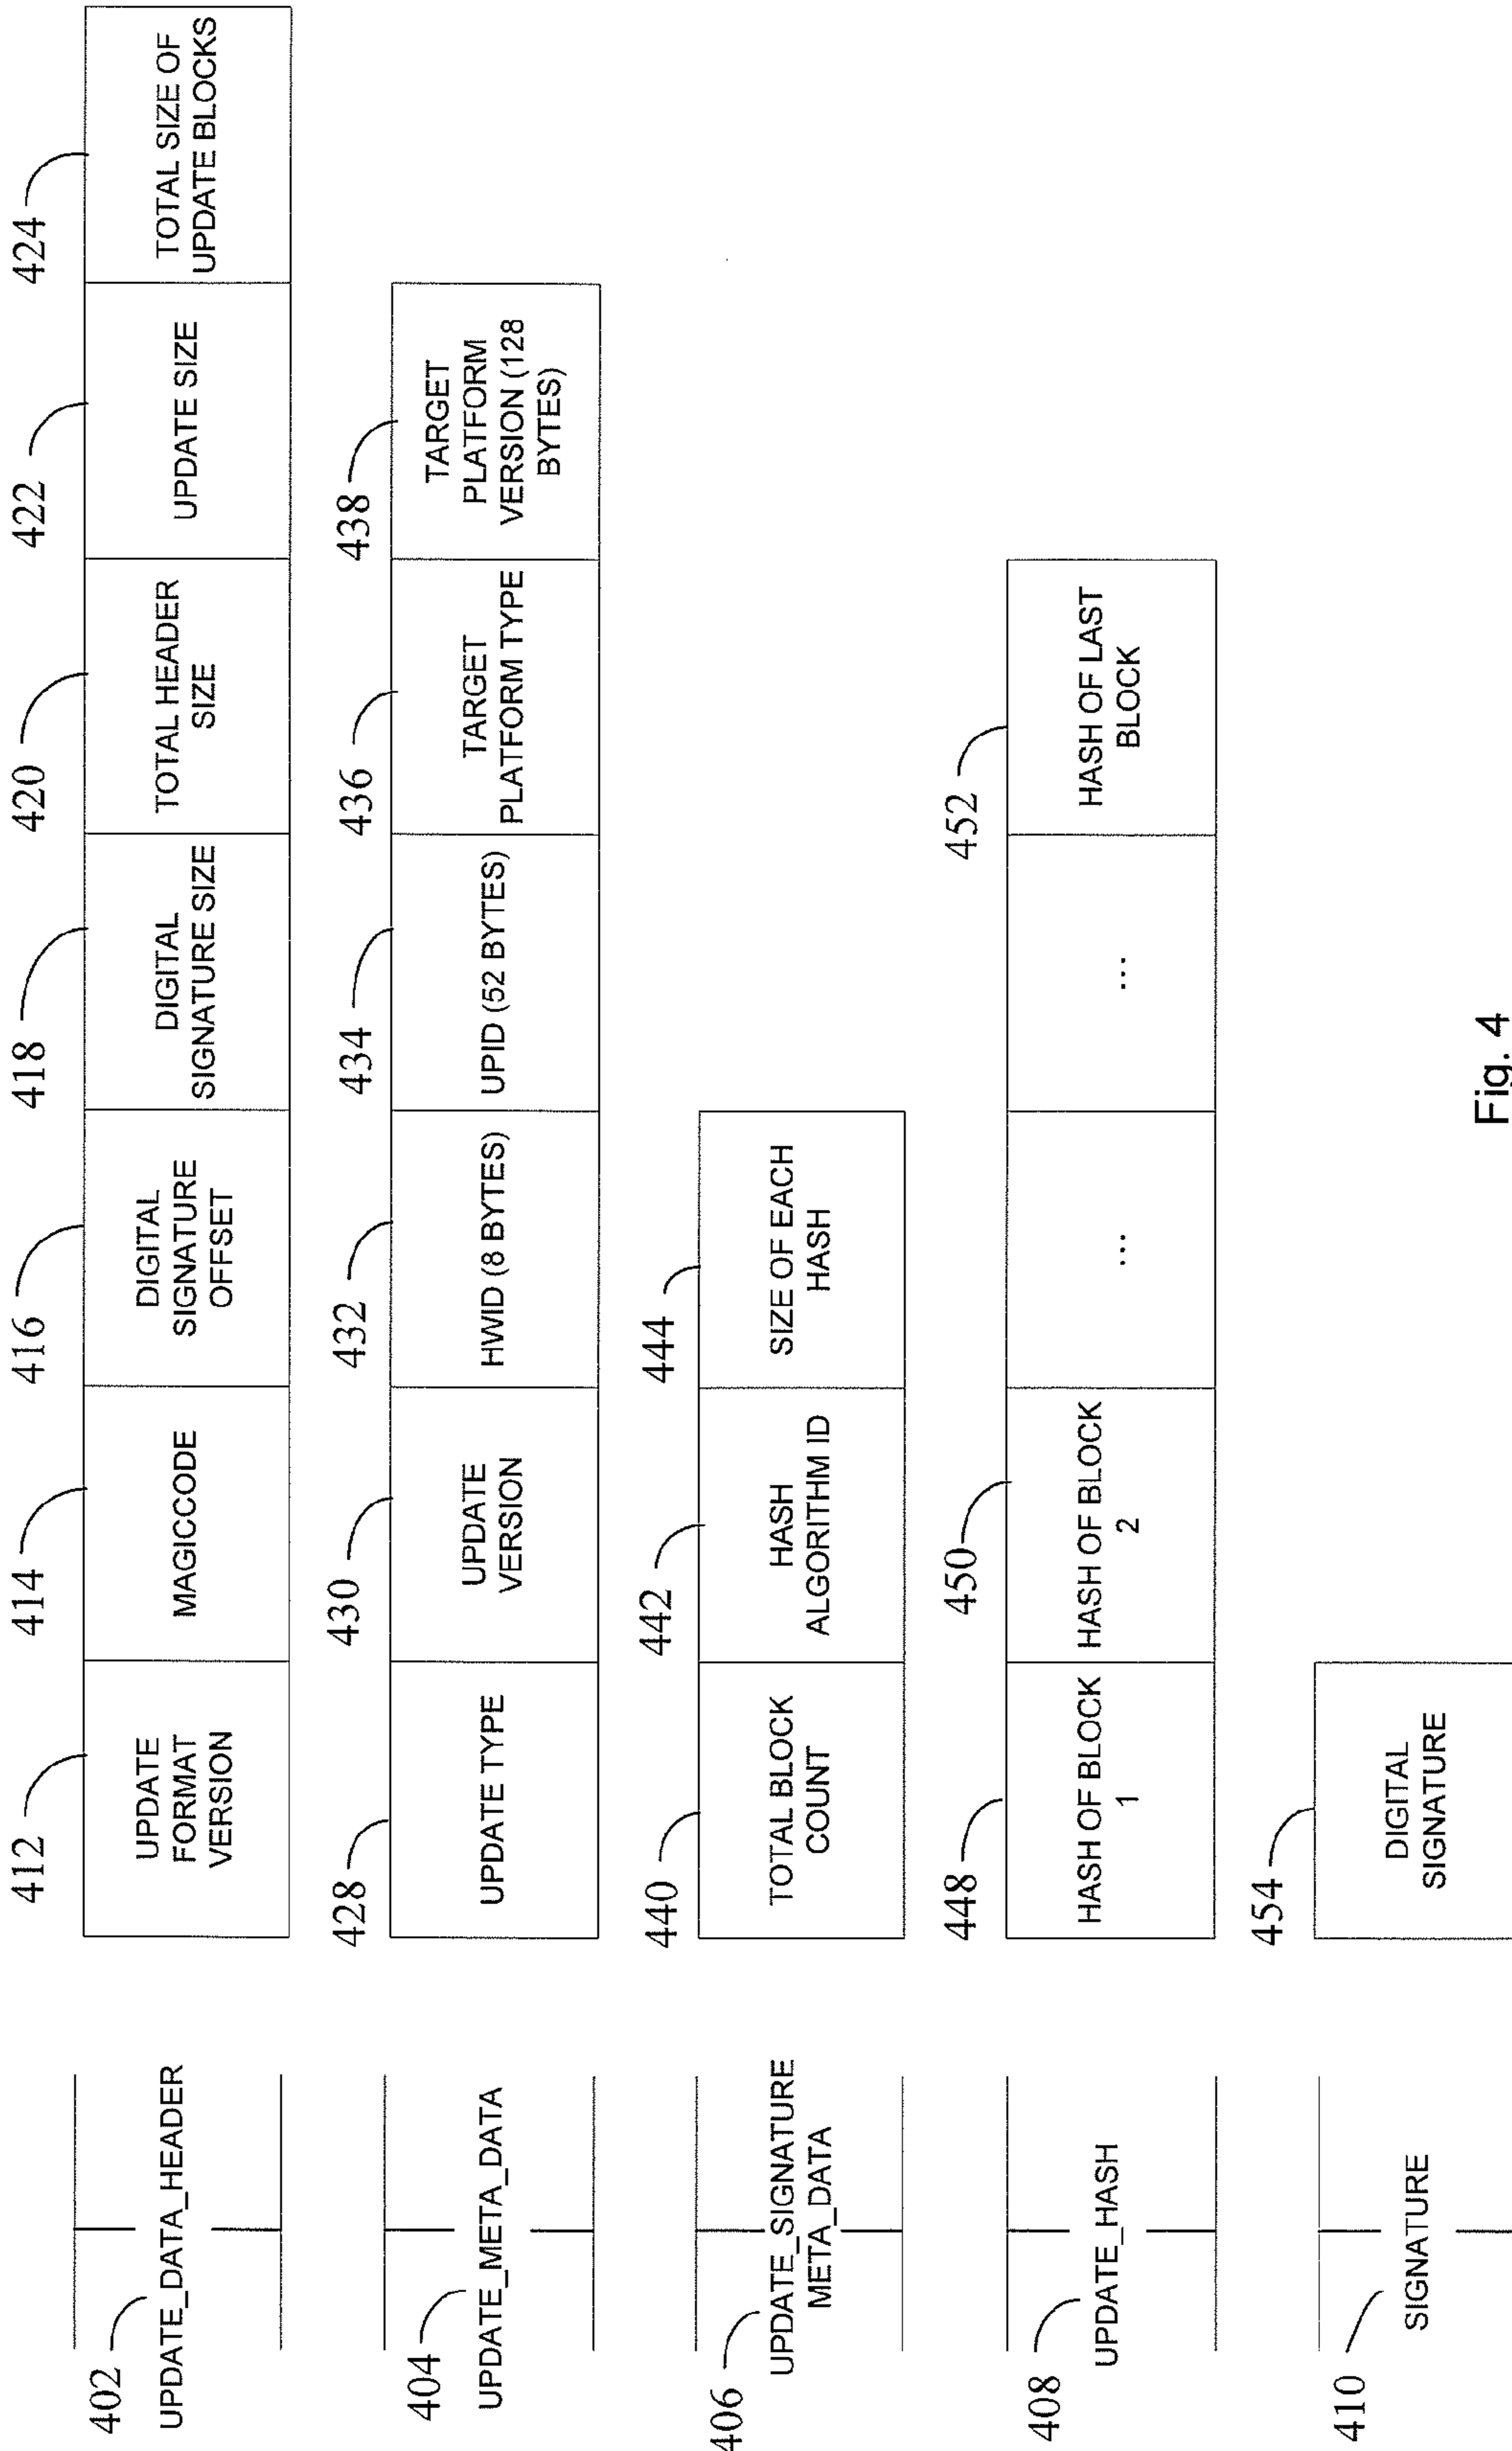 402
UPDATE_DATA_HEADER
412
UPDATE
FORMAT
VERSION
414
MAGICCODE
416
DIGITAL
SIGNATURE
OFFSET
418
DIGITAL
SIGNATURE SIZE
420
TOTAL HEADER
SIZE
422
UPDATE SIZE
424
TOTAL SIZE OF
UPDATE BLOCKS
404
UPDATE_META_DATA
428
UPDATE TYPE
430
UPDATE
VERSION
432
HWID (8 BYTES)
434
UPID (52 BYTES)
436
TARGET
PLATFORM TYPE
438
TARGET
PLATFORM
VERSION (128
BYTES)
406
UPDATE_SIGNATURE
META_DATA
440
TOTAL BLOCK
COUNT
442
HASH
ALGORITHM ID
444
SIZE OF EACH
HASH
408
UPDATE_HASH
448
HASH OF BLOCK
1
450
HASH OF BLOCK
2
...
...
452
HASH OF LAST
BLOCK
410
SIGNATURE
454
DIGITAL
SIGNATURE
Fig. 4